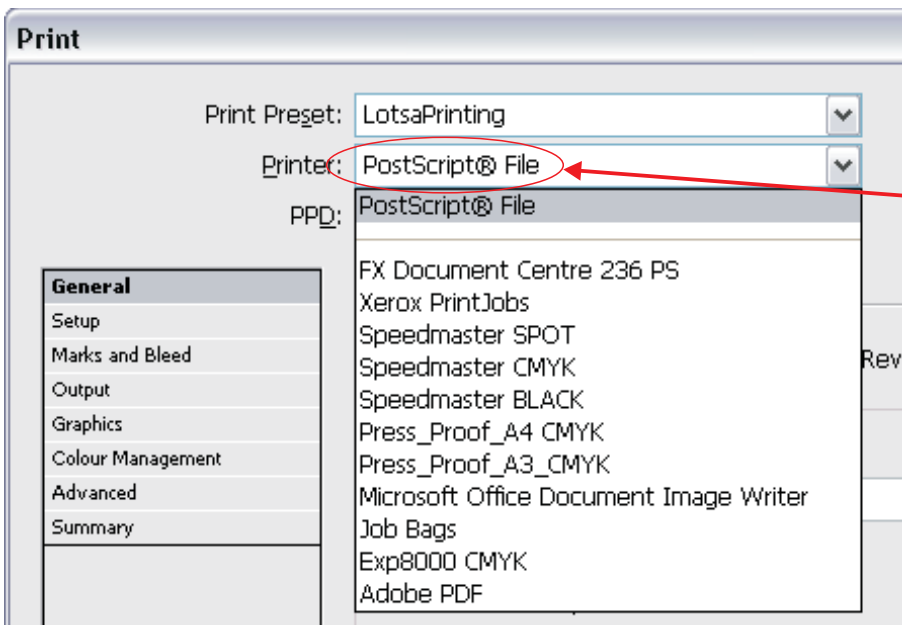 Print
Print Preset: LotsaPrinting
Printer: PostScript® File
PPD:
PostScript® File
FX Document Centre 236 PS
Xerox PrintJobs
Speedmaster SPOT
Speedmaster CMYK
Speedmaster BLACK
Press_Proof_A4 CMYK
Press_Proof_A3_CMYK
Microsoft Office Document Image Writer
Job Bags
Exp8000 CMYK
Adobe PDF
General
Setup
Marks and Bleed
Output
Graphics
Colour Management
Advanced
Summary
Rev